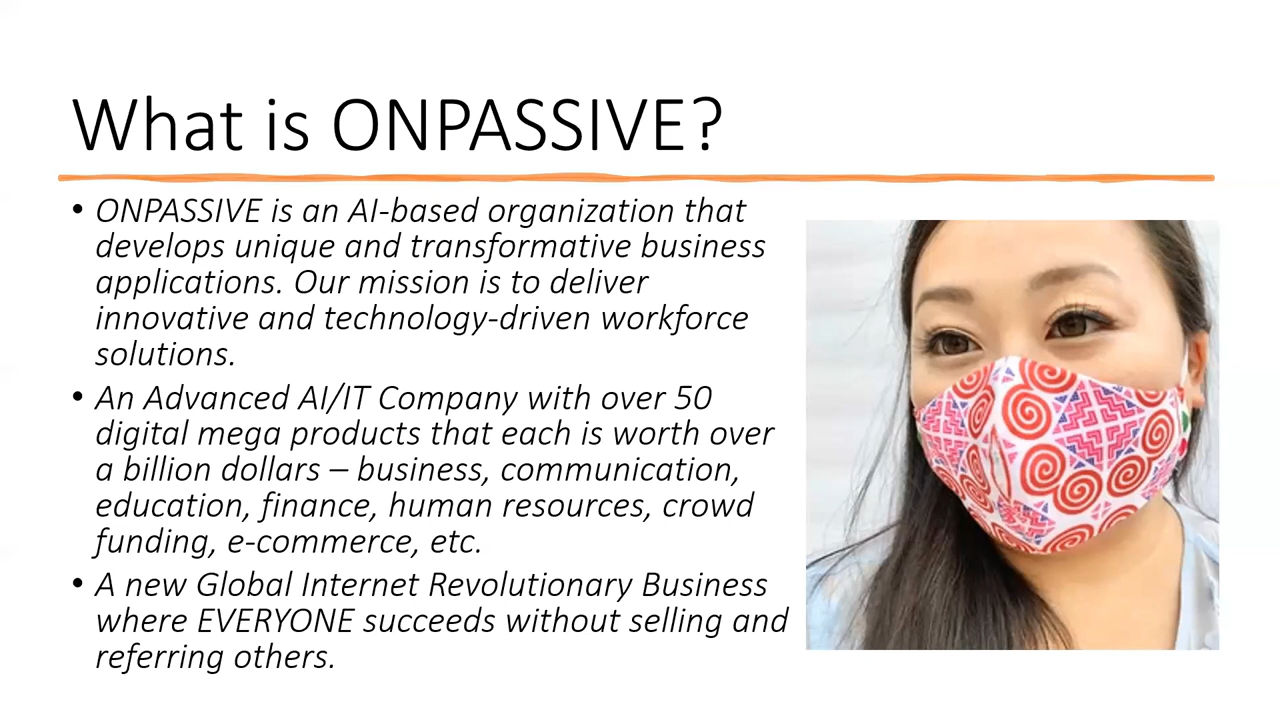 What is ONPASSIVE?
• ONPASSIVE is an AI-based organization that
develops unique and transformative business
applications. Our mission is to deliver
innovative and technology-driven workforce
solutions.
• An Advanced AI/IT Company with over 50
digital mega products that each is worth over
a billion dollars – business, communication,
education, finance, human resources, crowd
funding, e-commerce, etc.
• A new Global Internet Revolutionary Business
where EVERYONE succeeds without selling and
referring others.